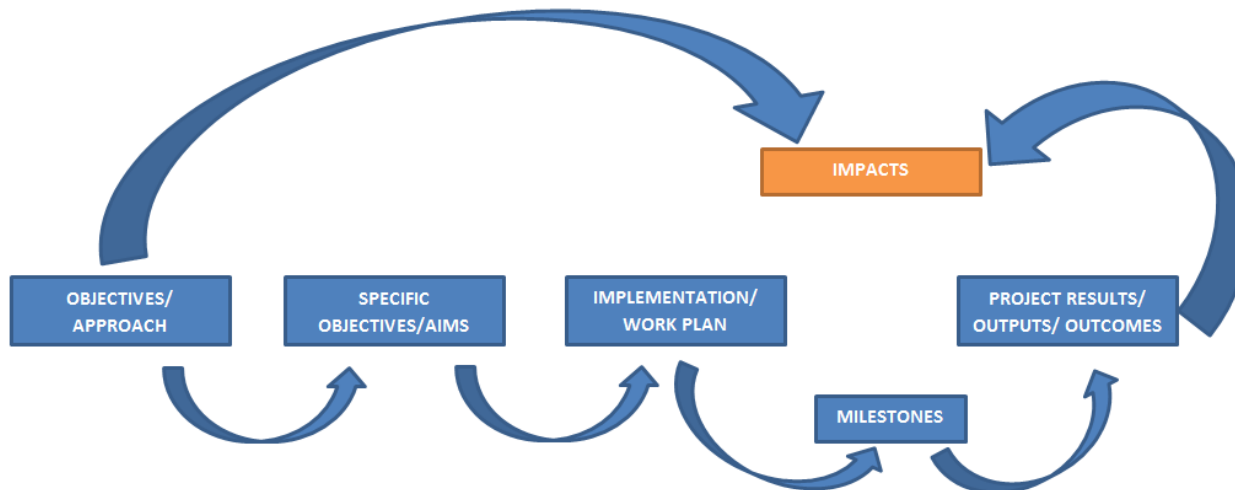 IMPACTS
OBJECTIVES/
APPROACH
SPECIFIC
OBJECTIVES/AIMS
IMPLEMENTATION/
WORK PLAN
PROJECT RESULTS/
OUTPUTS/ OUTCOMES
MILESTONES